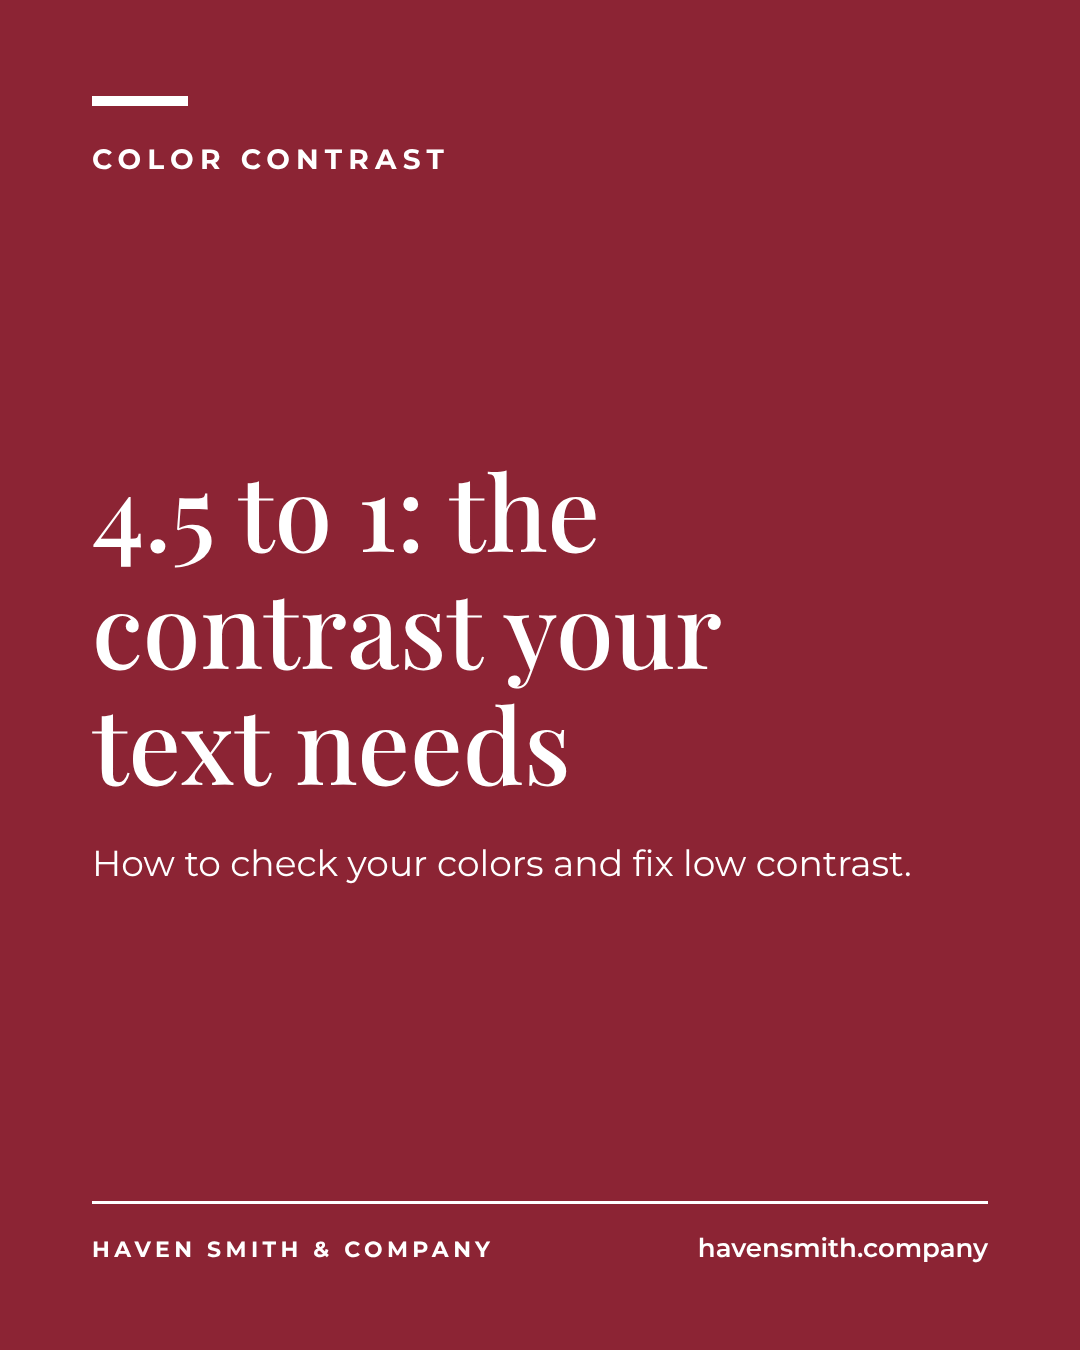 COLOR CONTRAST
4.5 to 1: the
contrast your
text needs
How to check your colors and fix low contrast.
HAVEN SMITH & COMPANY
havensmith.company